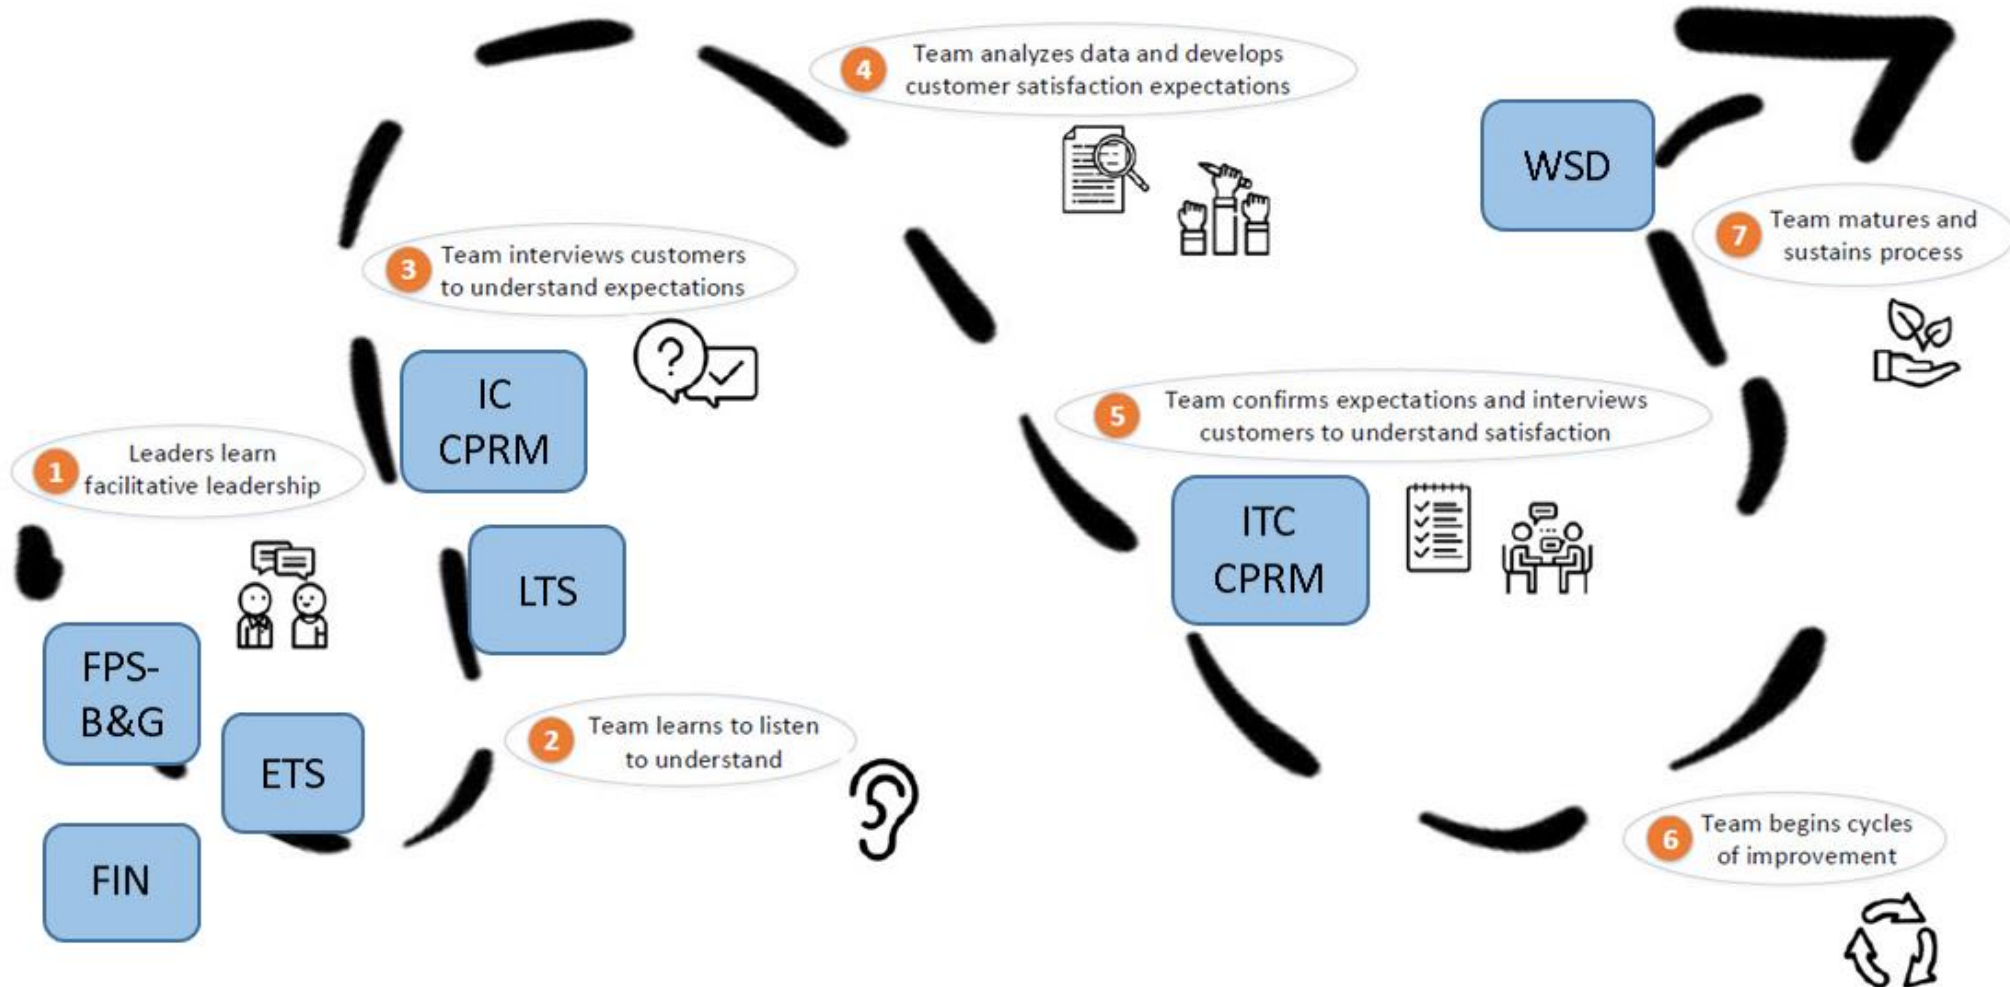 1
Leaders learn
facilitative leadership
FPS-
B&G
ETS
FIN
2
Team learns to listen
to understand
LTS
3
Team interviews customers
to understand expectations
?
IC
CPRM
4
Team analyzes data and develops
customer satisfaction expectations
5
Team confirms expectations and interviews
customers to understand satisfaction
ITC
CPRM
6
Team begins cycles
of improvement
7
Team matures and
sustains process
WSD